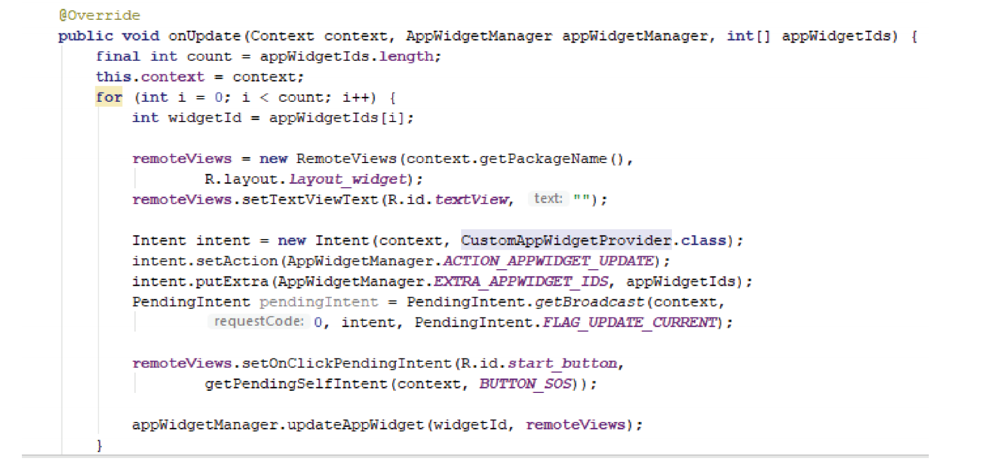 @Override
public void onUpdate(Context context, AppWidgetManager appWidgetManager, int[] appWidgetIds) {
final int count = appWidgetIds.length;
this.context = context;
for (int i = 0; i < count; i++) {
int widgetId = appWidgetIds[i];
remoteViews = new RemoteViews(context.getPackageName(),
R.layout.layout_widget);
remoteViews.setTextViewText(R.id.textView, text: "");
Intent intent = new Intent(context, CustomAppWidgetProvider.class);
intent.setAction(AppWidgetManager.ACTION_APPWIDGET_UPDATE);
intent.putExtra(AppWidgetManager.EXTRA_APPWIDGET_IDS, appWidgetIds);
PendingIntent pendingIntent = PendingIntent.getBroadcast(context,
requestCode: 0, intent, PendingIntent.FLAG_UPDATE_CURRENT);
remoteViews.setOnClickPendingIntent(R.id.start_button,
getPendingSelfIntent(context, BUTTON_SOS));
appWidgetManager.updateAppWidget(widgetId, remoteViews);
}